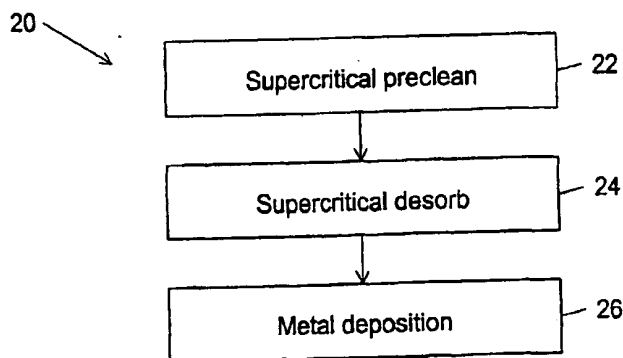 20
Supercritical preclean
22
Supercritical desorb
24
Metal deposition
26